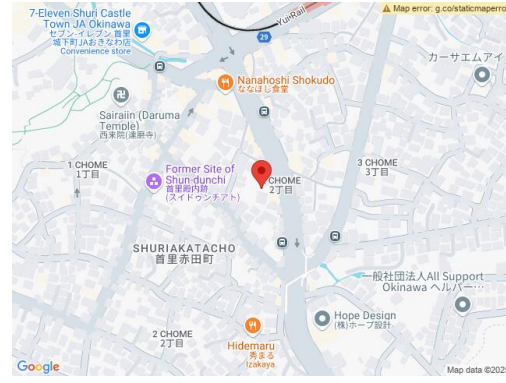 7-Eleven Shuri Castle
Town JA Okinawa
セブン-イレブン 首里
城下町JAおきなわ店
Convenience store
Yui Rail
Map error: g.co/staticmaperro
29
Nanahoshi Shokudo
ななほし食堂
カーサエムアイ
Sairaiin (Daruma
Temple)
西来院(達磨寺)
1 CHOME
1丁目
Former Site of
Shun-dunchi
首里殿内跡
(スイドゥンチアト)
CHOME
2丁目
3 CHOME
3丁目
SHURIAKATACHO
首里赤田町
一般社団法人All Support
Okinawa ヘルパー…
Hope Design
(株)ホープ設計
2 CHOME
2丁目
Hidemaru
秀まる
Izakaya
Google
Map data ©2025